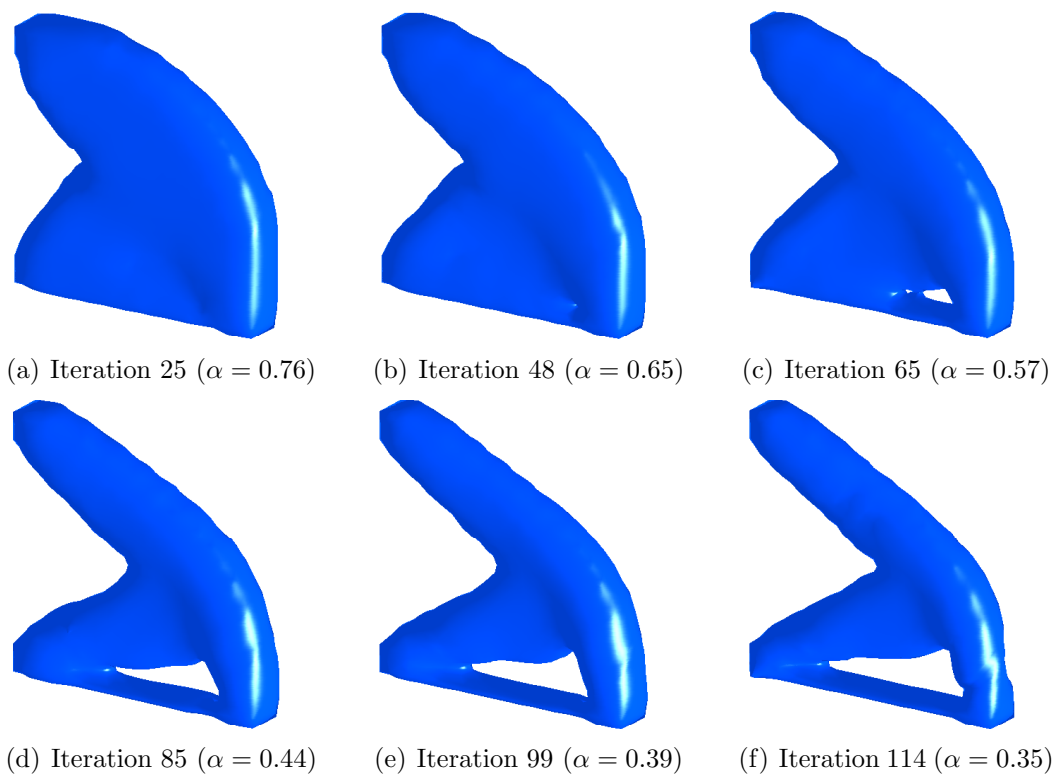 (a) Iteration 25 (α = 0.76)
(b) Iteration 48 (α = 0.65)
(c) Iteration 65 (α = 0.57)
(d) Iteration 85 (α = 0.44)
(e) Iteration 99 (α = 0.39)
(f) Iteration 114 (α = 0.35)